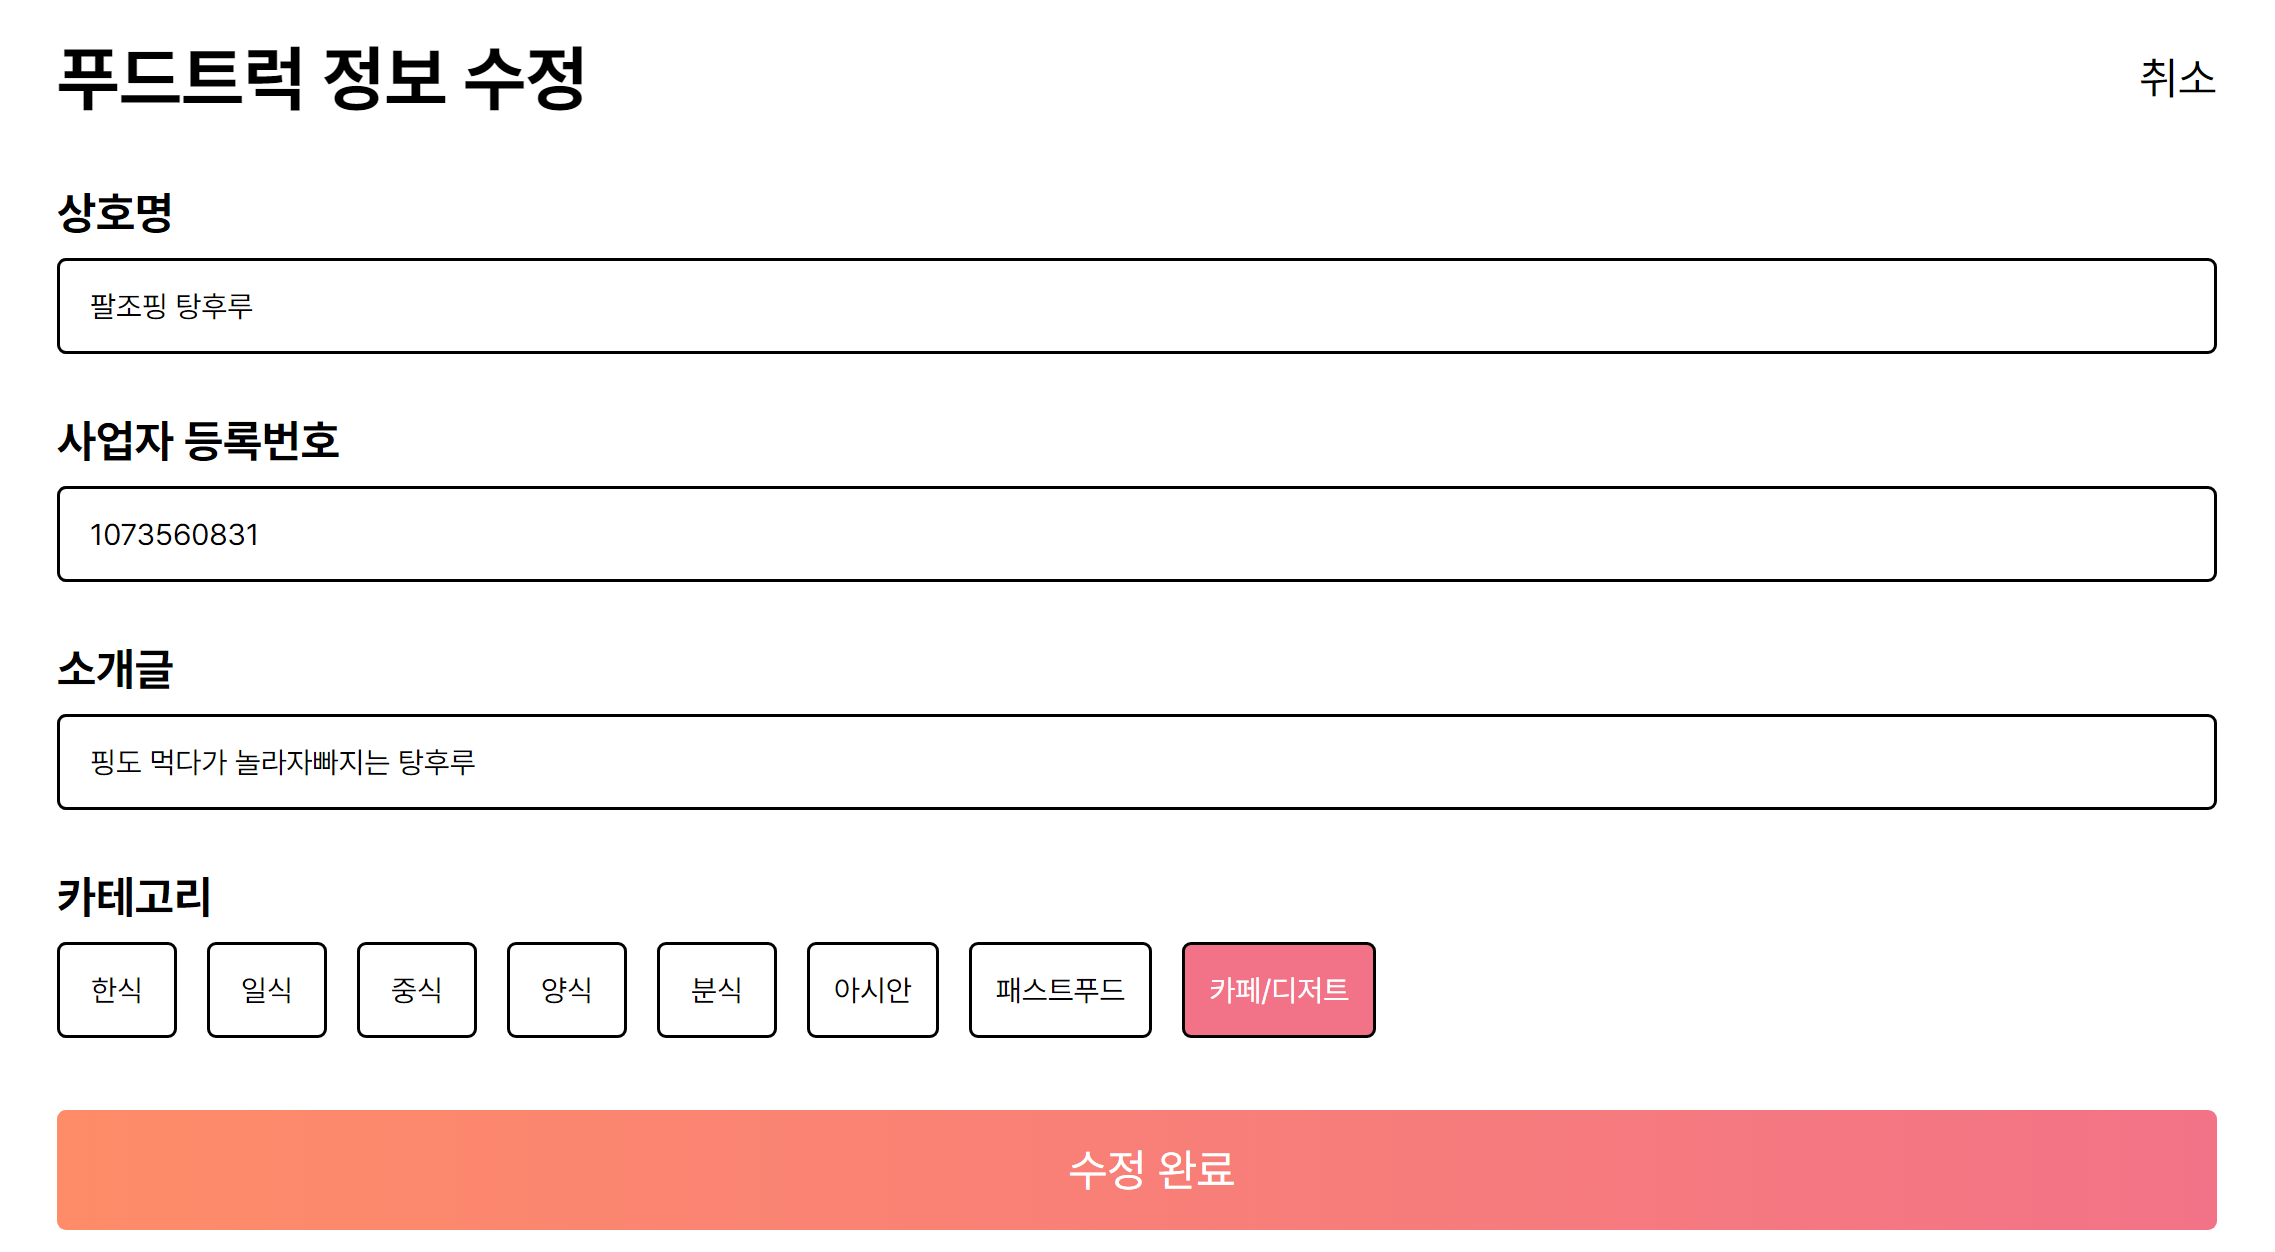 푸드트럭 정보 수정 취소
상호명
팔조핑 탕후루
사업자 등록번호
1073560831
소개글
핑도 먹다가 놀라자빠지는 탕후루
카테고리
한식 일식 중식 양식 분식 아시안 패스트푸드 카페/디저트
수정 완료